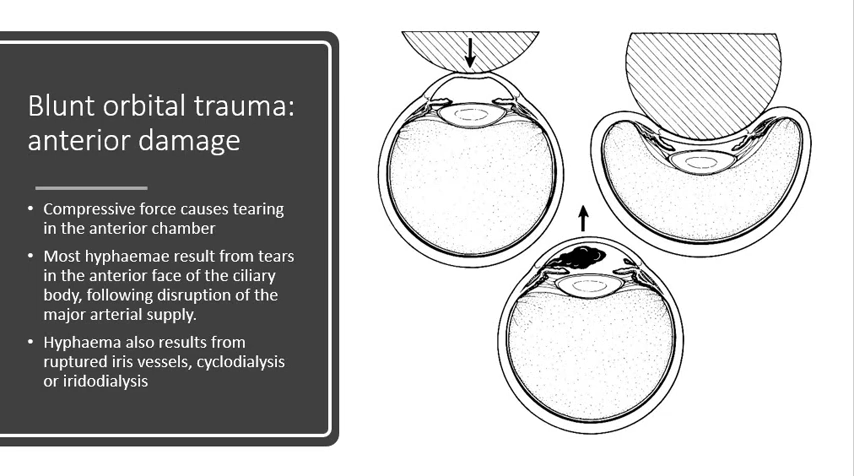 Blunt orbital trauma:
anterior damage
• Compressive force causes tearing
in the anterior chamber
• Most hyphaemae result from tears
in the anterior face of the ciliary
body, following disruption of the
major arterial supply.
• Hyphaema also results from
ruptured iris vessels, cyclodialysis
or iridodialysis